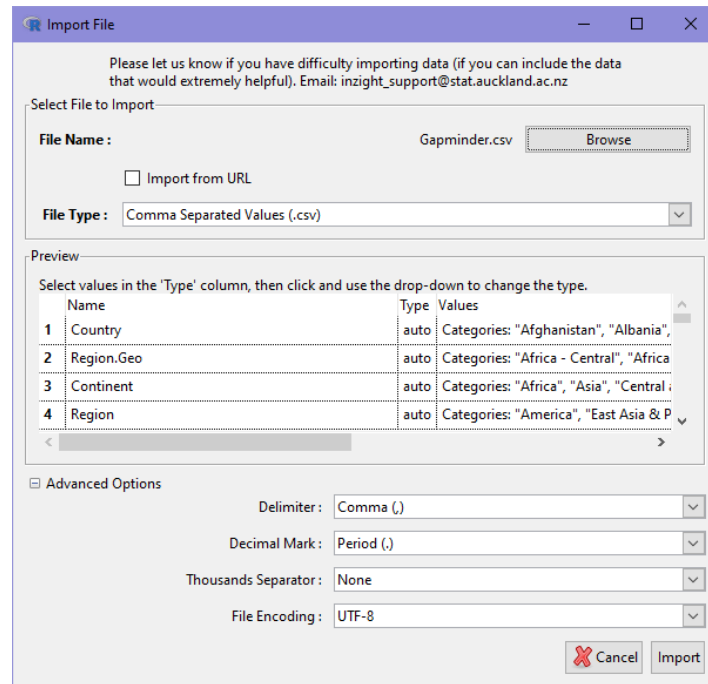 Import File
Please let us know if you have difficulty importing data (if you can include the data
that would extremely helpful). Email: inzight_support@stat.auckland.ac.nz
Select File to Import
File Name : Gapminder.csv Browse
Import from URL
File Type : Comma Separated Values (.csv)
Preview
Select values in the 'Type' column, then click and use the drop-down to change the type.
Name Type Values
1 Country auto Categories: "Afghanistan", "Albania",
2 Region.Geo auto Categories: "Africa - Central", "Africa
3 Continent auto Categories: "Africa", "Asia", "Central
4 Region auto Categories: "America", "East Asia & P
Advanced Options
Delimiter : Comma (,)
Decimal Mark : Period (.)
Thousands Separator : None
File Encoding : UTF-8
Cancel Import